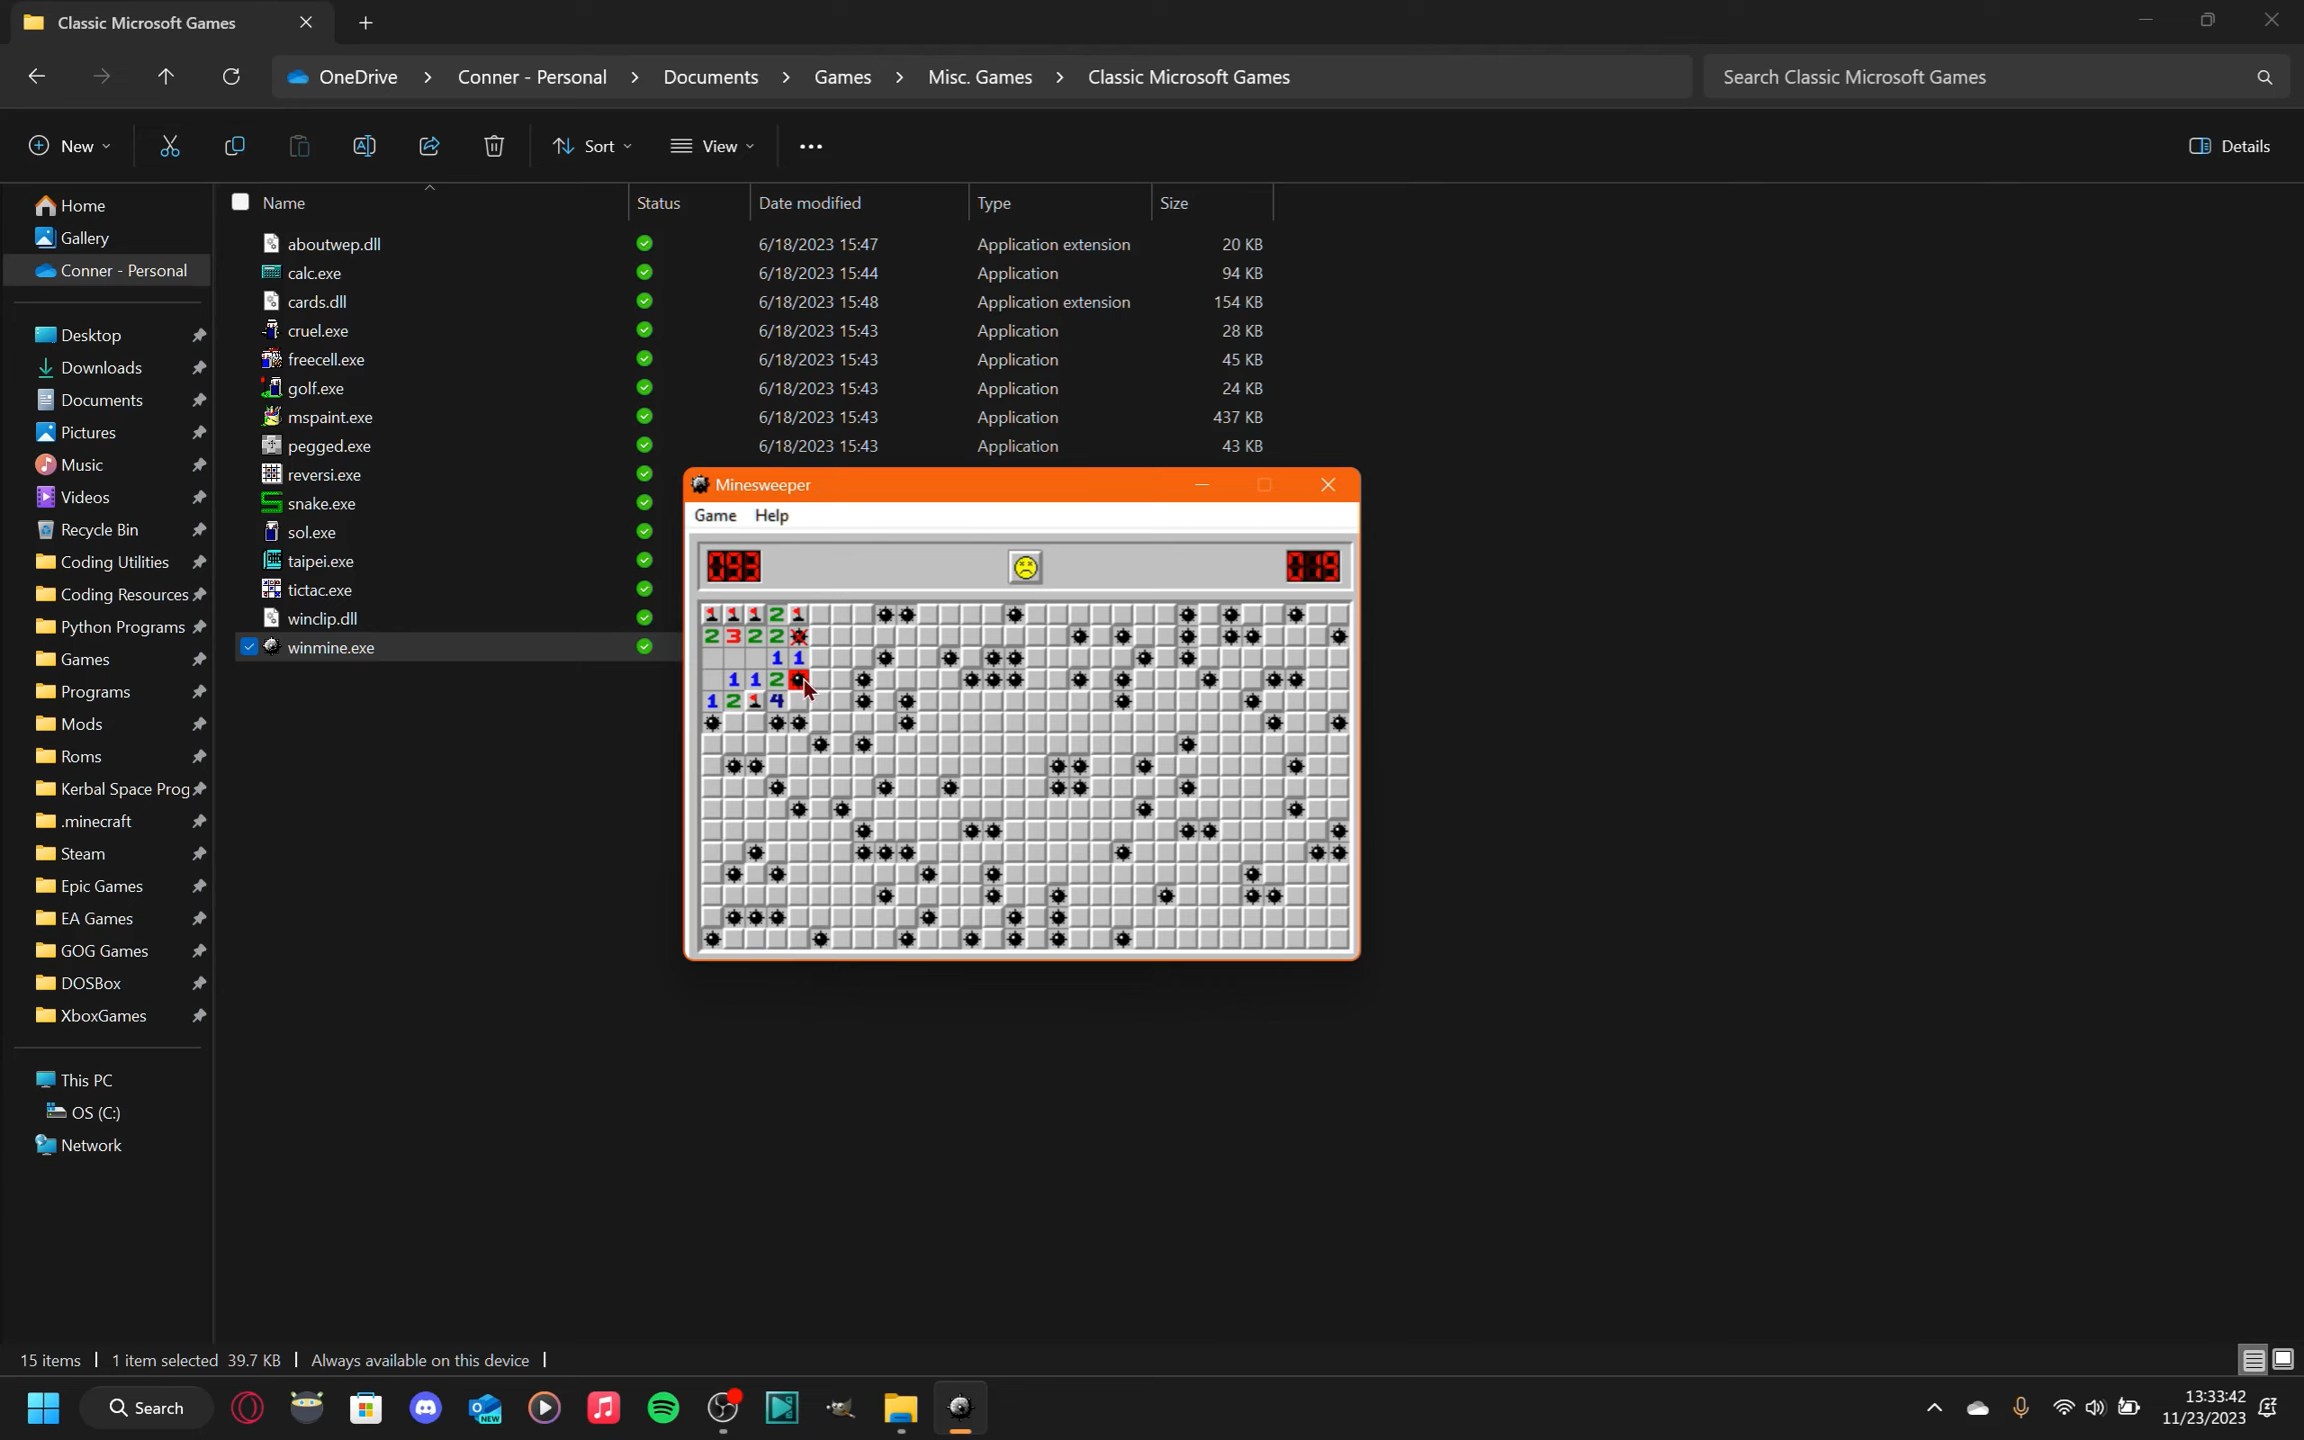 Classic Microsoft Games
OneDrive > Conner - Personal > Documents > Games > Misc. Games > Classic Microsoft Games
Search Classic Microsoft Games
New
Sort
View
Details
Home
Gallery
Conner - Personal
Desktop
Downloads
Documents
Pictures
Music
Videos
Recycle Bin
Coding Utilities
Coding Resources
Python Programs
Games
Programs
Mods
Roms
Kerbal Space Prog
.minecraft
Steam
Epic Games
EA Games
GOG Games
DOSBox
XboxGames
This PC
OS (C:)
Network
Name Status Date modified Type Size
aboutwep.dll 6/18/2023 15:47 Application extension 20 KB
calc.exe 6/18/2023 15:44 Application 94 KB
cards.dll 6/18/2023 15:48 Application extension 154 KB
cruel.exe 6/18/2023 15:43 Application 28 KB
freecell.exe 6/18/2023 15:43 Application 45 KB
golf.exe 6/18/2023 15:43 Application 24 KB
mspaint.exe 6/18/2023 15:43 Application 437 KB
pegged.exe 6/18/2023 15:43 Application 43 KB
reversi.exe
snake.exe
sol.exe
taipei.exe
tictac.exe
winclip.dll
winmine.exe
Minesweeper
Game Help
093 019
2
2 3 2 2
1 1
1 1 2
1 2 4
15 items | 1 item selected 39.7 KB | Always available on this device |
Search
NEW
13:33:42
11/23/2023